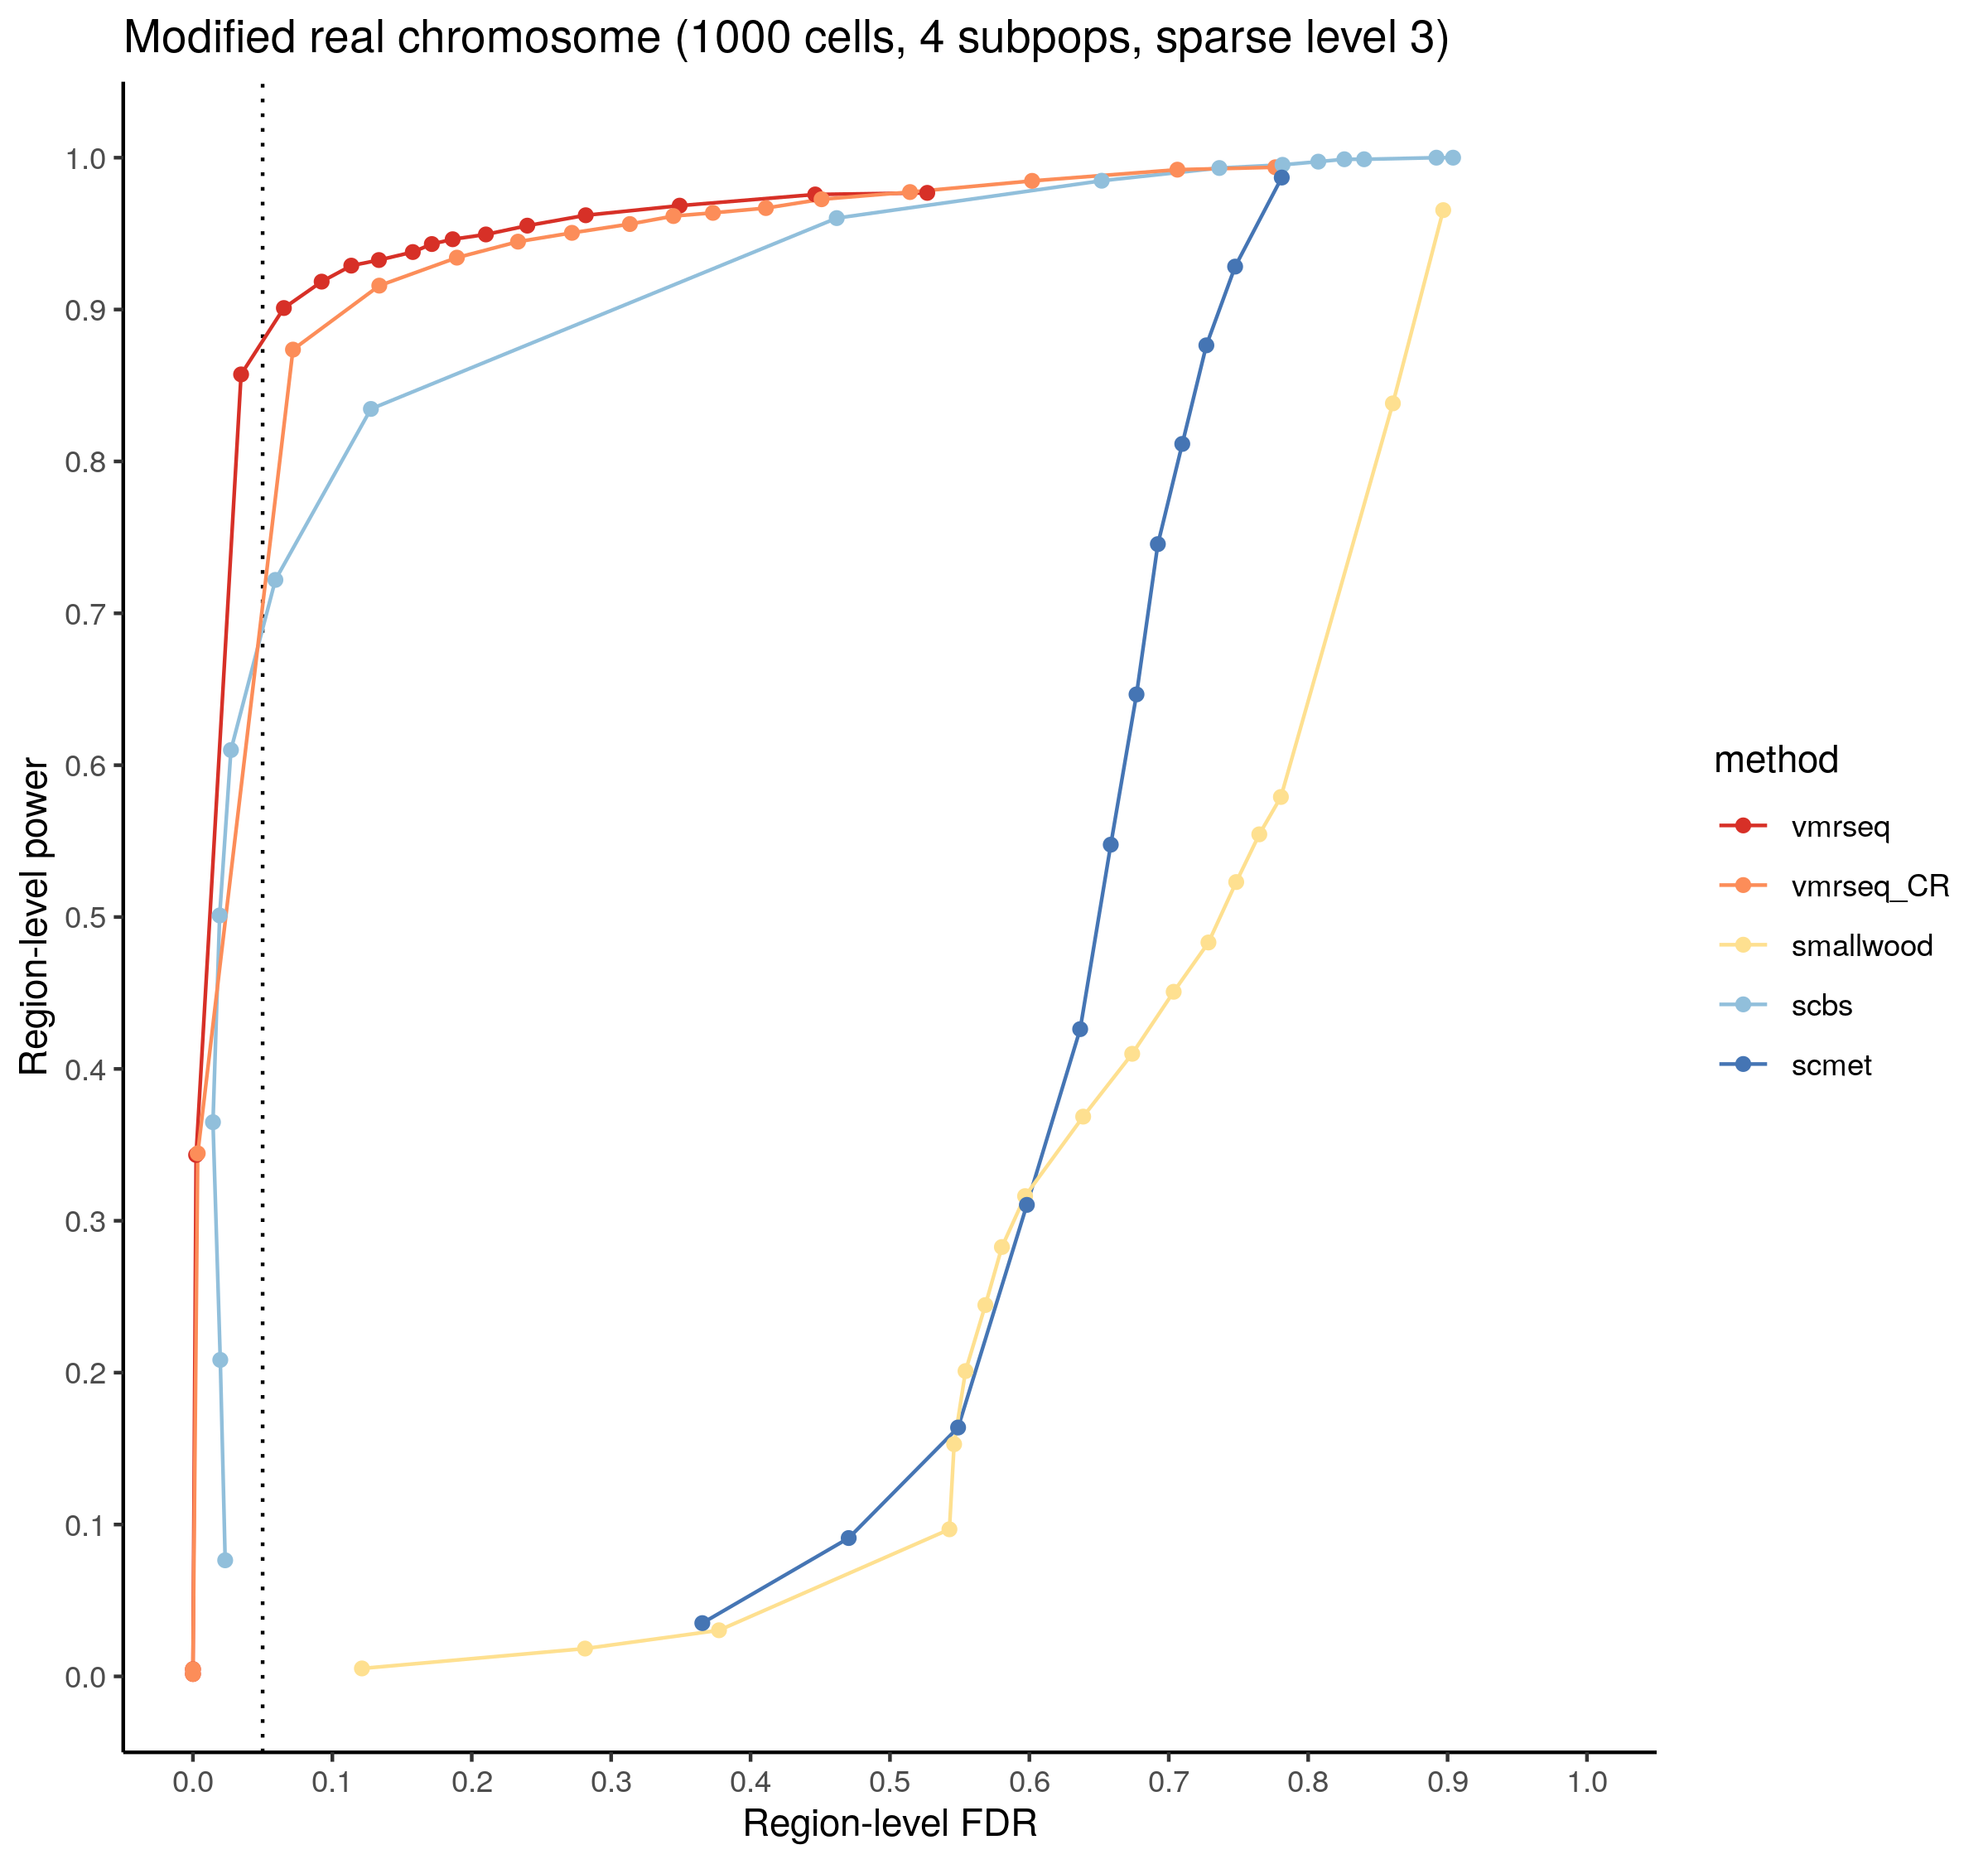 Modified real chromosome (1000 cells, 4 subpops, sparse level 3)
Region-level power
1.0
0.9
0.8
0.7
0.6
0.5
0.4
0.3
0.2
0.1
0.0
0.0 0.1 0.2 0.3 0.4 0.5 0.6 0.7 0.8 0.9 1.0
Region-level FDR
method
vmrseq
vmrseq_CR
smallwood
scbs
scmet